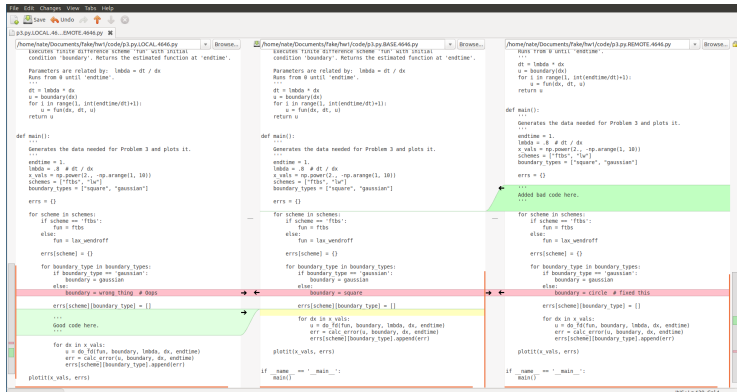 File Edit Changes View Tabs Help
Save Undo
p3.py.LOCAL.46...EMOTE.4646.py
/home/nate/Documents/fake/hw1/code/p3.py.LOCAL.4646.py Browse...
Executes finite difference scheme 'fun' with initial
condition 'boundary'. Returns the estimated function at 'endtime'.
Parameters are related by: lmbda = dt / dx
Runs from 0 until 'endtime'.
'''
dt = lmbda * dx
u = boundary(dx)
for i in range(1, int(endtime/dt)+1):
u = fun(dx, dt, u)
return u
def main():
'''
Generates the data needed for Problem 3 and plots it.
'''
endtime = 1.
lmbda = .8 # dt / dx
x_vals = np.power(2., -np.arange(1, 10))
schemes = ["ftbs", "lw"]
boundary_types = ["square", "gaussian"]
errs = {}
for scheme in schemes:
if scheme == 'ftbs':
fun = ftbs
else:
fun = lax_wendroff
errs[scheme] = {}
for boundary_type in boundary_types:
if boundary_type == 'gaussian':
boundary = gaussian
else:
boundary = wrong thing # Oops
errs[scheme][boundary_type] = []
'''
Good code here.
'''
for dx in x_vals:
u = do_fd(fun, boundary, lmbda, dx, endtime)
err = calc_error(u, boundary, dx, endtime)
errs[scheme][boundary_type].append(err)
plotit(x_vals, errs)
/home/nate/Documents/fake/hw1/code/p3.py.BASE.4646.py Browse...
Executes finite difference scheme 'fun' with initial
condition 'boundary'. Returns the estimated function at 'endtime'.
Parameters are related by: lmbda = dt / dx
Runs from 0 until 'endtime'.
'''
dt = lmbda * dx
u = boundary(dx)
for i in range(1, int(endtime/dt)+1):
u = fun(dx, dt, u)
return u
def main():
'''
Generates the data needed for Problem 3 and plots it.
'''
endtime = 1.
lmbda = .8 # dt / dx
x_vals = np.power(2., -np.arange(1, 10))
schemes = ["ftbs", "lw"]
boundary_types = ["square", "gaussian"]
errs = {}
for scheme in schemes:
if scheme == 'ftbs':
fun = ftbs
else:
fun = lax_wendroff
errs[scheme] = {}
for boundary_type in boundary_types:
if boundary_type == 'gaussian':
boundary = gaussian
else:
boundary = square
errs[scheme][boundary_type] = []
for dx in x_vals:
u = do_fd(fun, boundary, lmbda, dx, endtime)
err = calc_error(u, boundary, dx, endtime)
errs[scheme][boundary_type].append(err)
plotit(x_vals, errs)
if __name__ == '__main__':
main()
/home/nate/Documents/fake/hw1/code/p3.py.REMOTE.4646.py Browse...
Runs from 0 until 'endtime'.
'''
dt = lmbda * dx
u = boundary(dx)
for i in range(1, int(endtime/dt)+1):
u = fun(dx, dt, u)
return u
def main():
'''
Generates the data needed for Problem 3 and plots it.
'''
endtime = 1.
lmbda = .8 # dt / dx
x_vals = np.power(2., -np.arange(1, 10))
schemes = ["ftbs", "lw"]
boundary_types = ["square", "gaussian"]
errs = {}
'''
Added bad code here.
'''
for scheme in schemes:
if scheme == 'ftbs':
fun = ftbs
else:
fun = lax_wendroff
errs[scheme] = {}
for boundary_type in boundary_types:
if boundary_type == 'gaussian':
boundary = gaussian
else:
boundary = circle # fixed this
errs[scheme][boundary_type] = []
for dx in x_vals:
u = do_fd(fun, boundary, lmbda, dx, endtime)
err = calc_error(u, boundary, dx, endtime)
errs[scheme][boundary_type].append(err)
plotit(x_vals, errs)
if __name__ == '__main__':
main()